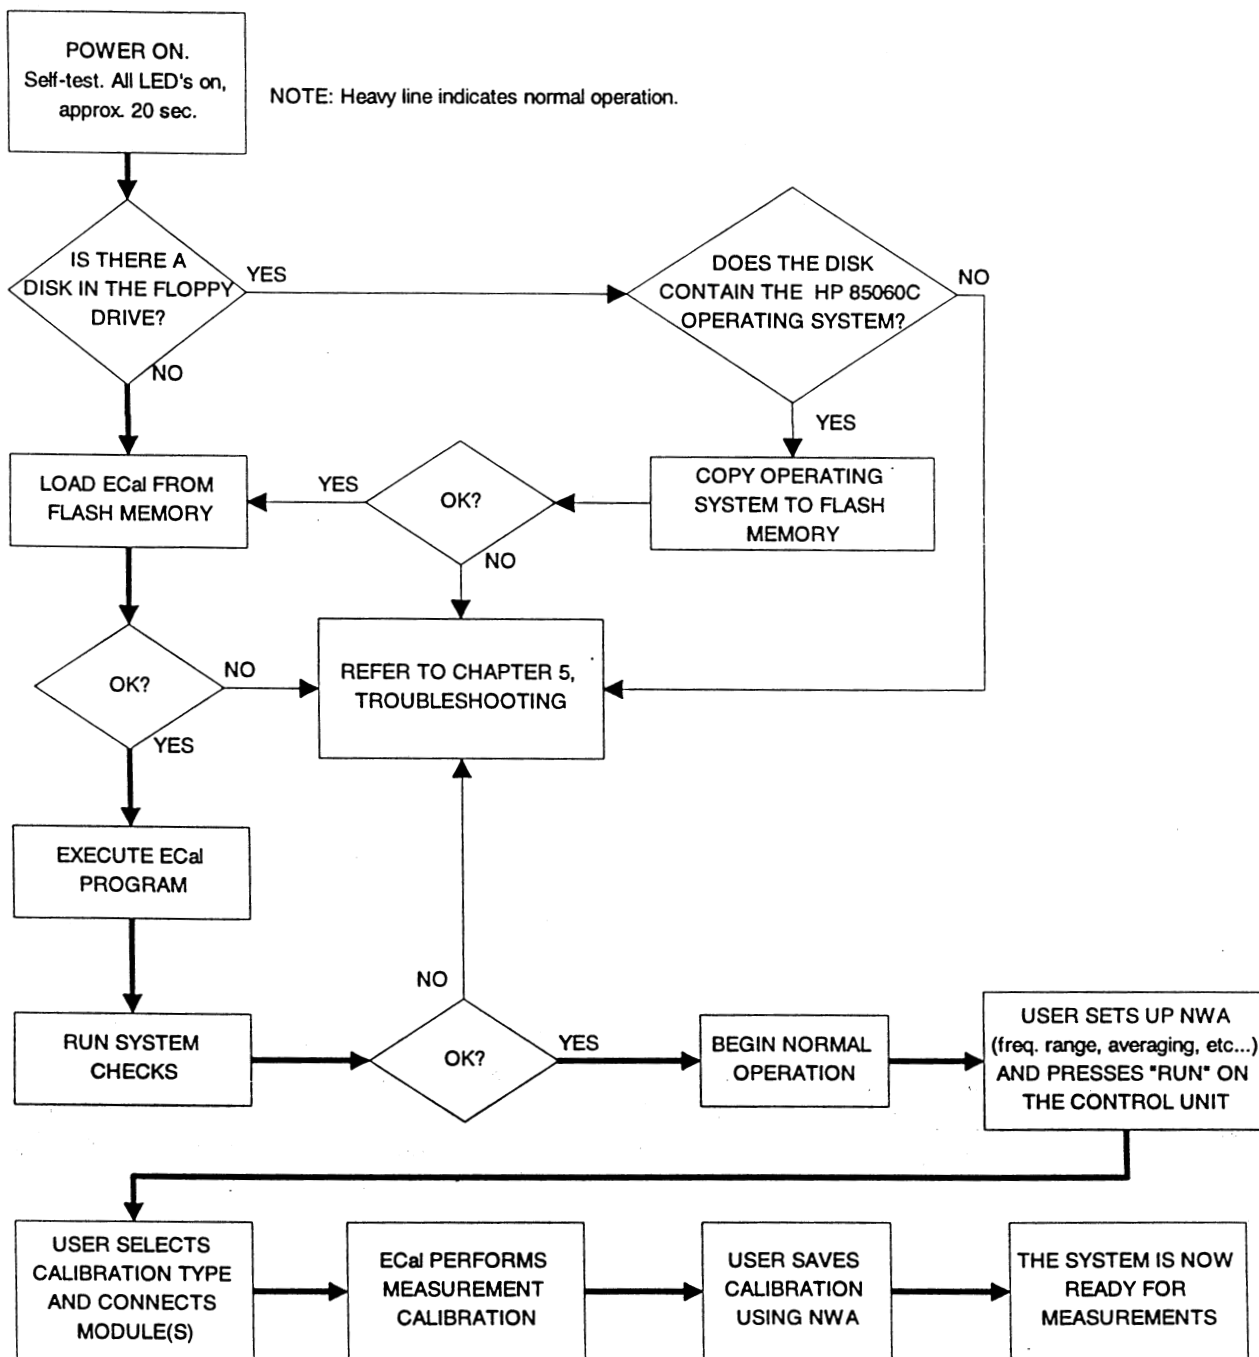 POWER ON.
Self-test. All LED's on,
approx. 20 sec.
NOTE: Heavy line indicates normal operation.
IS THERE A
DISK IN THE FLOPPY
DRIVE?
YES
NO
DOES THE DISK
CONTAIN THE HP 85060C
OPERATING SYSTEM?
NO
YES
LOAD ECal FROM
FLASH MEMORY
YES
OK?
NO
COPY OPERATING
SYSTEM TO FLASH
MEMORY
OK?
NO
YES
REFER TO CHAPTER 5,
TROUBLESHOOTING
EXECUTE ECal
PROGRAM
RUN SYSTEM
CHECKS
NO
OK?
YES
BEGIN NORMAL
OPERATION
USER SETS UP NWA
(freq. range, averaging, etc...)
AND PRESSES "RUN" ON
THE CONTROL UNIT
USER SELECTS
CALIBRATION TYPE
AND CONNECTS
MODULE(S)
ECal PERFORMS
MEASUREMENT
CALIBRATION
USER SAVES
CALIBRATION
USING NWA
THE SYSTEM IS NOW
READY FOR
MEASUREMENTS